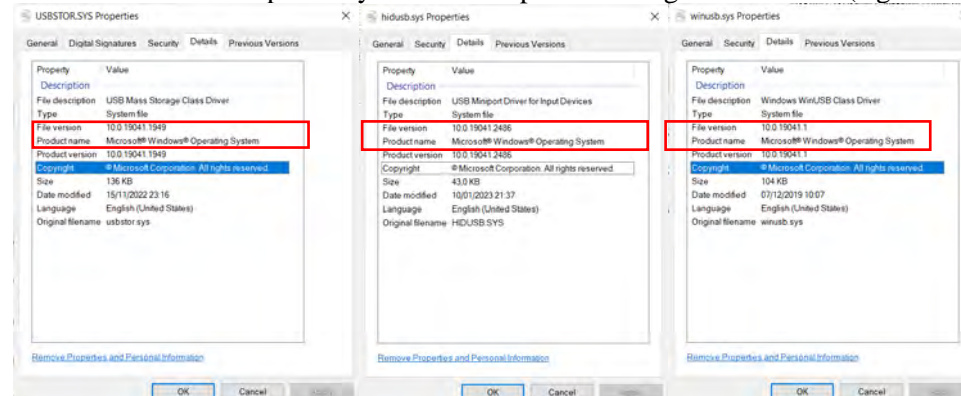 USBSTOR.SYS Properties
General Digital Signatures Security Details Previous Versions
Property Value
Description
File description USB Mass Storage Class Driver
Type System file
File version 10.0.19041.1949
Product name Microsoft® Windows® Operating System
Product version 10.0.19041.1949
Copyright © Microsoft Corporation. All rights reserved.
Size 136 KB
Date modified 15/11/2022 23:16
Language English (United States)
Original filename usbstor.sys
Remove Properties and Personal Information
OK Cancel
hidusb.sys Properties
General Security Details Previous Versions
Property Value
Description
File description USB Miniport Driver for Input Devices
Type System file
File version 10.0.19041.2486
Product name Microsoft® Windows® Operating System
Product version 10.0.19041.2486
Copyright © Microsoft Corporation. All rights reserved.
Size 43.0 KB
Date modified 10/01/2023 21:37
Language English (United States)
Original filename HIDUSB.SYS
Remove Properties and Personal Information
OK Cancel
winusb.sys Properties
General Security Details Previous Versions
Property Value
Description
File description Windows WinUSB Class Driver
Type System file
File version 10.0.19041.1
Product name Microsoft® Windows® Operating System
Product version 10.0.19041.1
Copyright © Microsoft Corporation. All rights reserved.
Size 104 KB
Date modified 07/12/2019 10:07
Language English (United States)
Original filename winusb.sys
Remove Properties and Personal Information
OK Cancel